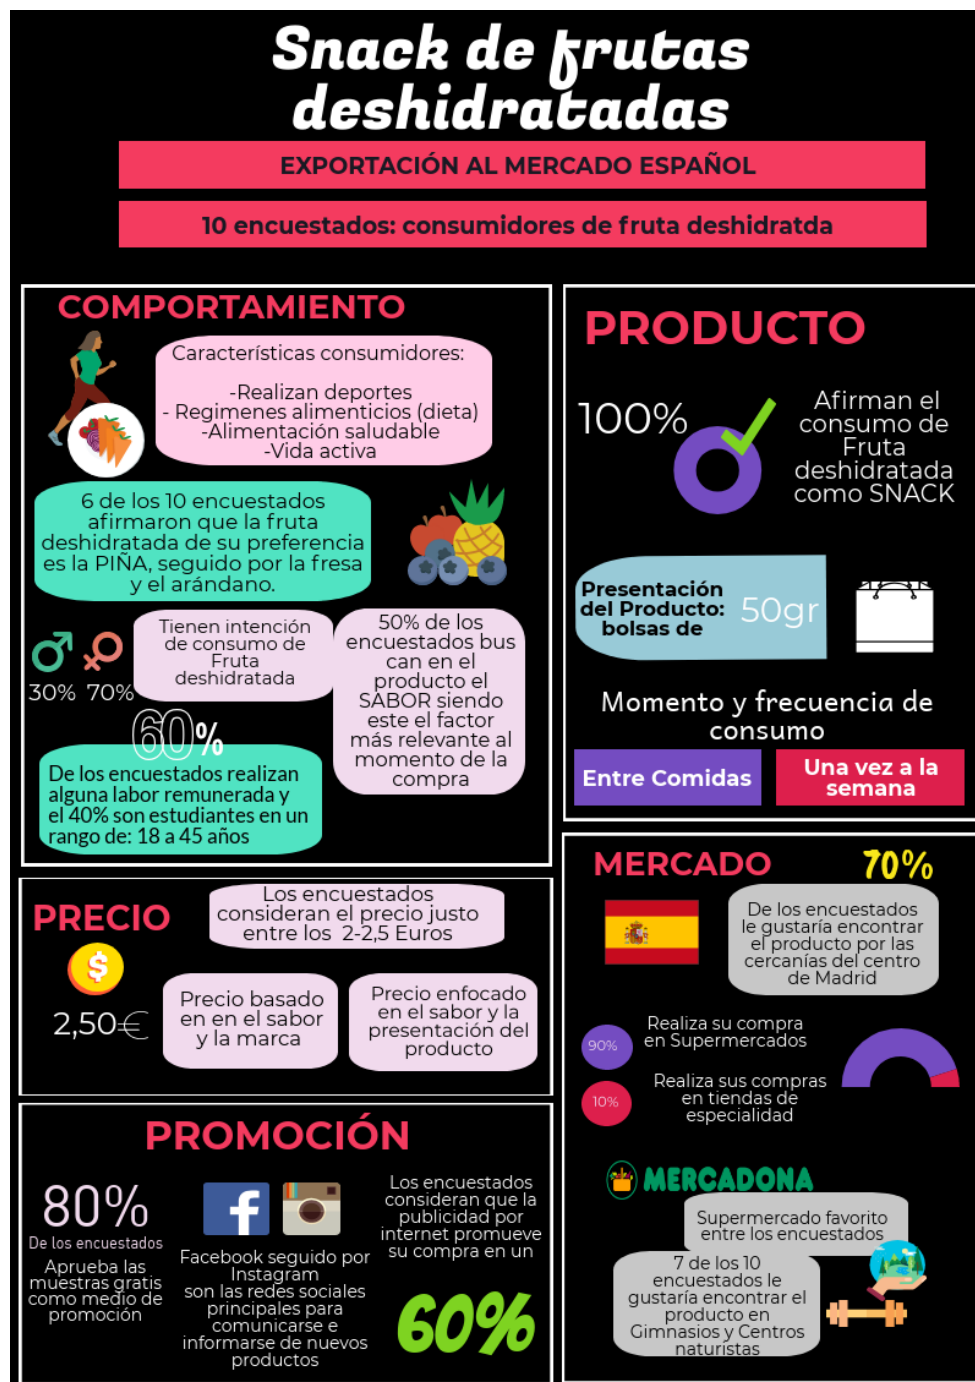 Snack de frutas
deshidratadas
EXPORTACIÓN AL MERCADO ESPAÑOL
10 encuestados: consumidores de fruta deshidratda
COMPORTAMIENTO
Características consumidores:
-Realizan deportes
- Regimenes alimenticios (dieta)
-Alimentación saludable
-Vida activa
6 de los 10 encuestados
afirmaron que la fruta
deshidratada de su preferencia
es la PIÑA, seguido por la fresa
y el arándano.
30% 70%
Tienen intención
de consumo de
Fruta
deshidratada
50% de los
encuestados bus
can en el
producto el
SABOR siendo
este el factor
más relevante al
momento de la
compra
60%
De los encuestados realizan
alguna labor remunerada y
el 40% son estudiantes en un
rango de: 18 a 45 años
PRODUCTO
100%
Afirman el
consumo de
Fruta
deshidratada
como SNACK
Presentación
del Producto:
bolsas de
50gr
Momento y frecuencia de
consumo
Entre Comidas
Una vez a la
semana
PRECIO
Los encuestados
consideran el precio justo
entre los 2-2,5 Euros
$
2,50€
Precio basado
en en el sabor
y la marca
Precio enfocado
en el sabor y la
presentación del
producto
MERCADO
70%
De los encuestados
le gustaría encontrar
el producto por las
cercanías del centro
de Madrid
90%
Realiza su compra
en Supermercados
10%
Realiza sus compras
en tiendas de
especialidad
MERCADONA
Supermercado favorito
entre los encuestados
7 de los 10
encuestados le
gustaría encontrar el
producto en
Gimnasios y Centros
naturistas
PROMOCIÓN
80%
De los encuestados
Aprueba las
muestras gratis
como medio de
promoción
f
Facebook seguido por
Instagram
son las redes sociales
principales para
comunicarse e
informarse de nuevos
productos
Los encuestados
consideran que la
publicidad por
internet promueve
su compra en un
60%